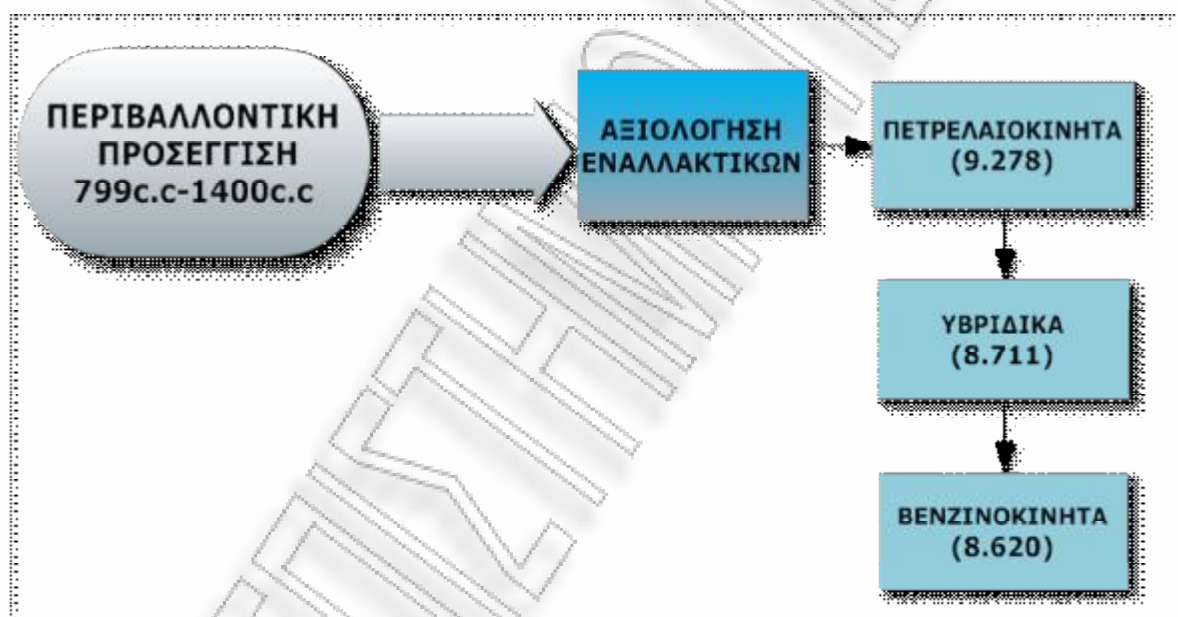 ΠΕΡΙΒΑΛΛΟΝΤΙΚΗ
ΠΡΟΣΕΓΓΙΣΗ
799c.c-1400c.c
ΑΞΙΟΛΟΓΗΣΗ
ΕΝΑΛΛΑΚΤΙΚΩΝ
ΠΕΤΡΕΛΑΙΟΚΙΝΗΤΑ
(9.278)
ΥΒΡΙΔΙΚΑ
(8.711)
ΒΕΝΖΙΝΟΚΙΝΗΤΑ
(8.620)